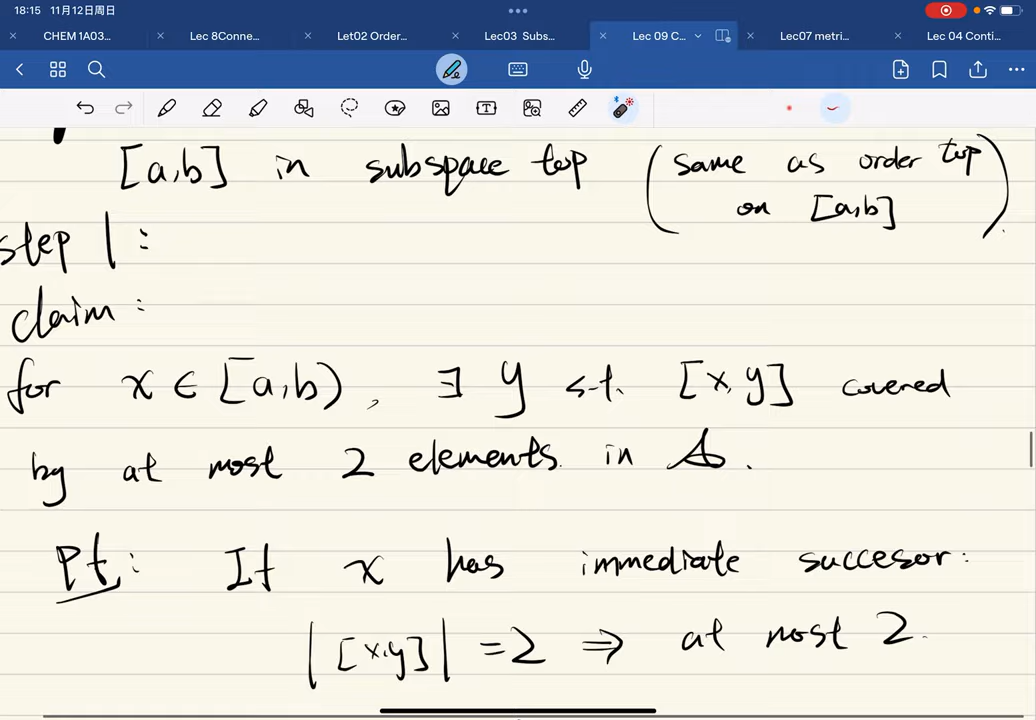 18:15 11月12日周日
CHEM 1A03... Lec 8Conne... Let02 Order... Lec03 Subs... Lec 09 C... Lec07 metri... Lec 04 Conti...
[a,b] in subspace top (same as order top
on [a,b])
step 1:
claim:
for x ∈ [a,b), ∃ y s.t. [x,y] covered
by at most 2 elements in A.
Pf: If x has immediate succesor:
|[x,y]| = 2 ⇒ at most 2.